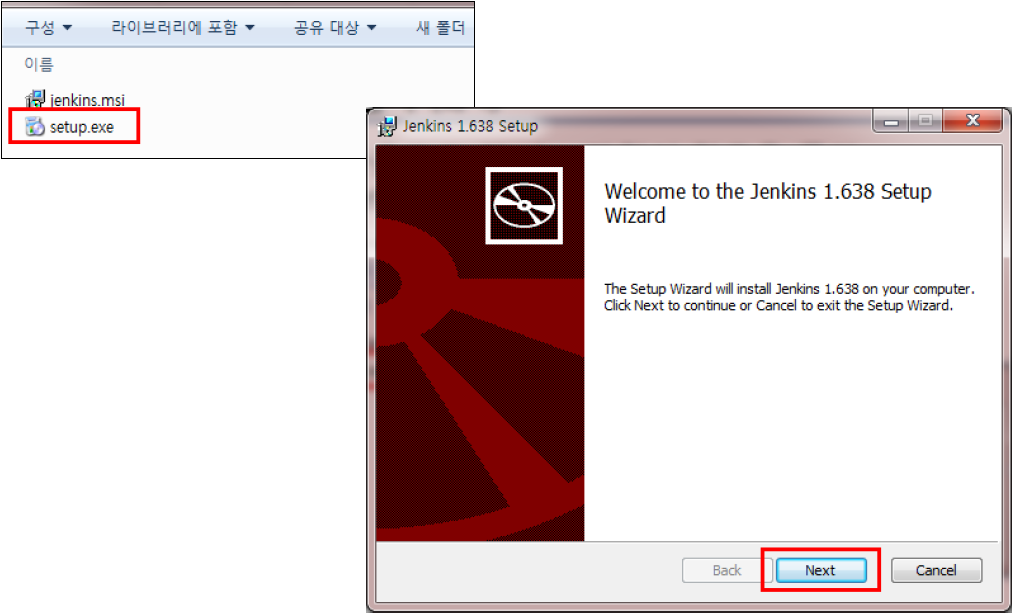 구성 라이브러리에 포함 공유 대상 새 폴더
이름
jenkins.msi
setup.exe
Jenkins 1.638 Setup
Welcome to the Jenkins 1.638 Setup
Wizard
The Setup Wizard will install Jenkins 1.638 on your computer.
Click Next to continue or Cancel to exit the Setup Wizard.
Back Next Cancel